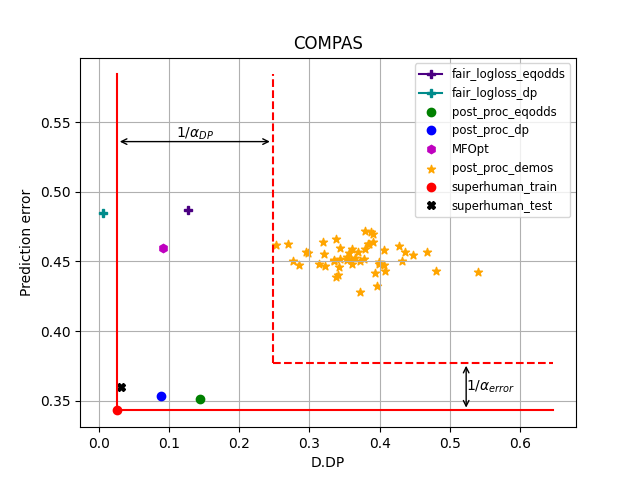 COMPAS
fair_logloss_eqodds
fair_logloss_dp
post_proc_eqodds
post_proc_dp
MFOpt
post_proc_demos
superhuman_train
superhuman_test
1/α_DP
1/α_error
Prediction error
0.55
0.50
0.45
0.40
0.35
0.0 0.1 0.2 0.3 0.4 0.5 0.6
D.DP